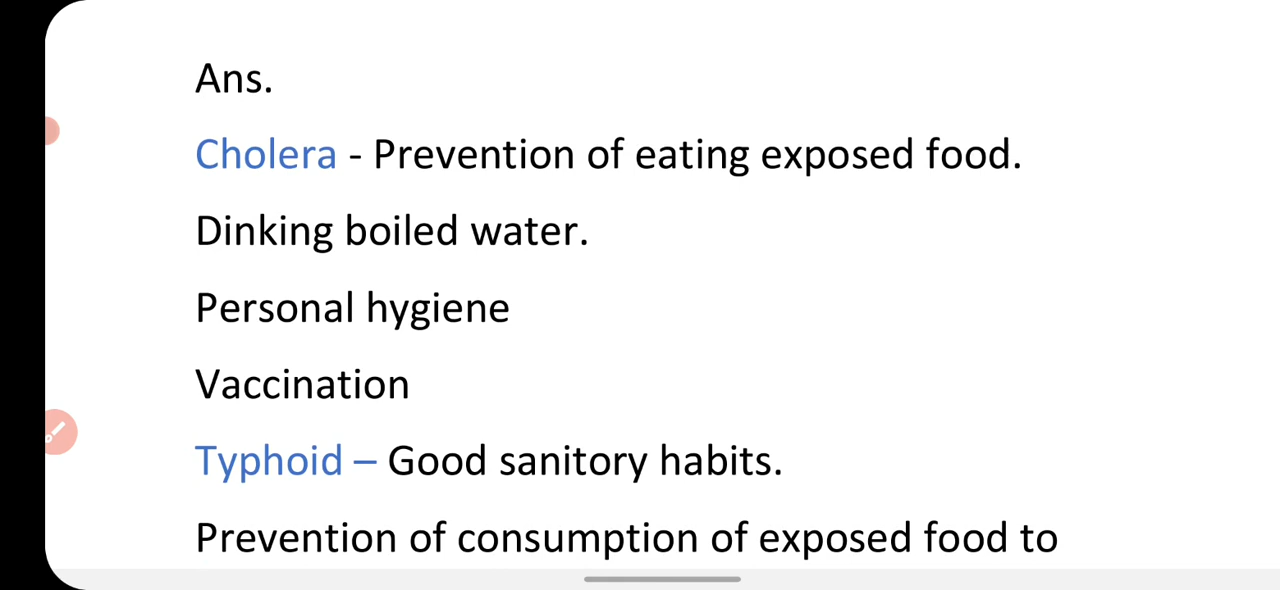 Ans.
Cholera - Prevention of eating exposed food.
Dinking boiled water.
Personal hygiene
Vaccination
Typhoid – Good sanitory habits.
Prevention of consumption of exposed food to